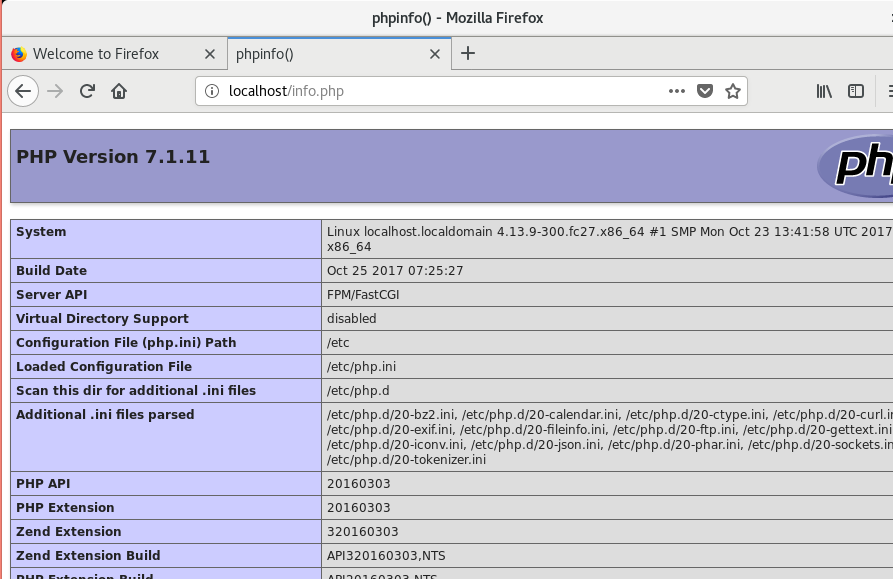 phpinfo() - Mozilla Firefox
Welcome to Firefox
phpinfo()
localhost/info.php
PHP Version 7.1.11
php
System
Linux localhost.localdomain 4.13.9-300.fc27.x86_64 #1 SMP Mon Oct 23 13:41:58 UTC 2017
x86_64
Build Date
Oct 25 2017 07:25:27
Server API
FPM/FastCGI
Virtual Directory Support
disabled
Configuration File (php.ini) Path
/etc
Loaded Configuration File
/etc/php.ini
Scan this dir for additional .ini files
/etc/php.d
Additional .ini files parsed
/etc/php.d/20-bz2.ini, /etc/php.d/20-calendar.ini, /etc/php.d/20-ctype.ini, /etc/php.d/20-curl.in
/etc/php.d/20-exif.ini, /etc/php.d/20-fileinfo.ini, /etc/php.d/20-ftp.ini, /etc/php.d/20-gettext.ini
/etc/php.d/20-iconv.ini, /etc/php.d/20-json.ini, /etc/php.d/20-phar.ini, /etc/php.d/20-sockets.in
/etc/php.d/20-tokenizer.ini
PHP API
20160303
PHP Extension
20160303
Zend Extension
320160303
Zend Extension Build
API320160303,NTS
PHP Extension Build
API20160303,NTS